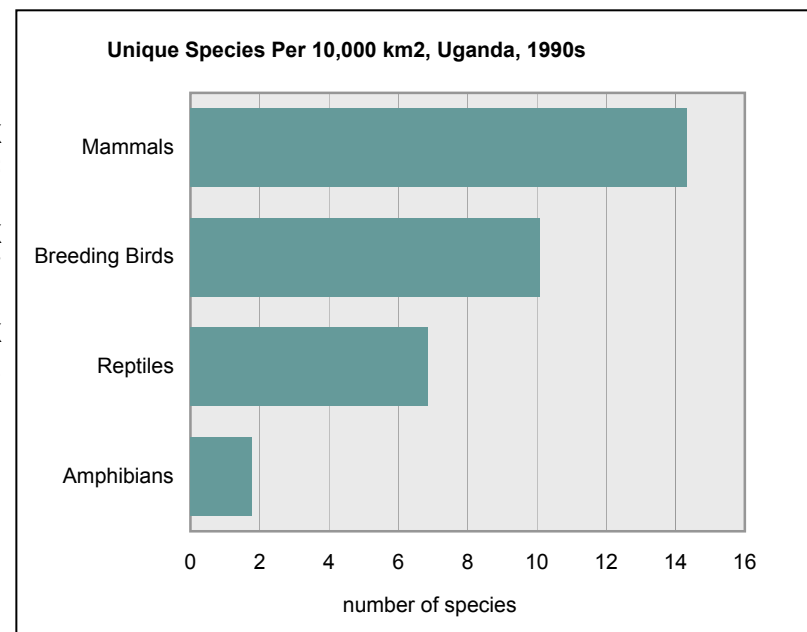 Unique Species Per 10,000 km2, Uganda, 1990s
Mammals
Breeding Birds
Reptiles
Amphibians
0 2 4 6 8 10 12 14 16
number of species